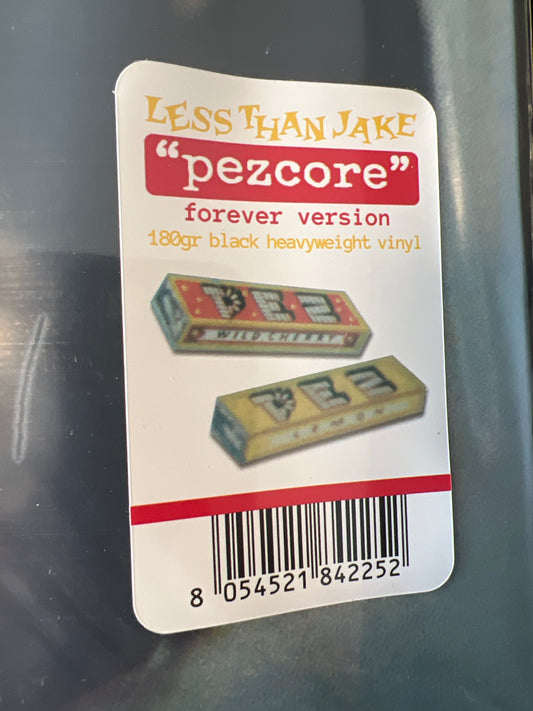 LESS THAN JAKE
“pezcore”
forever version
180gr black heavyweight vinyl
PEZ
WILD CHERRY
PEZ
LEMON
8 054521 842252